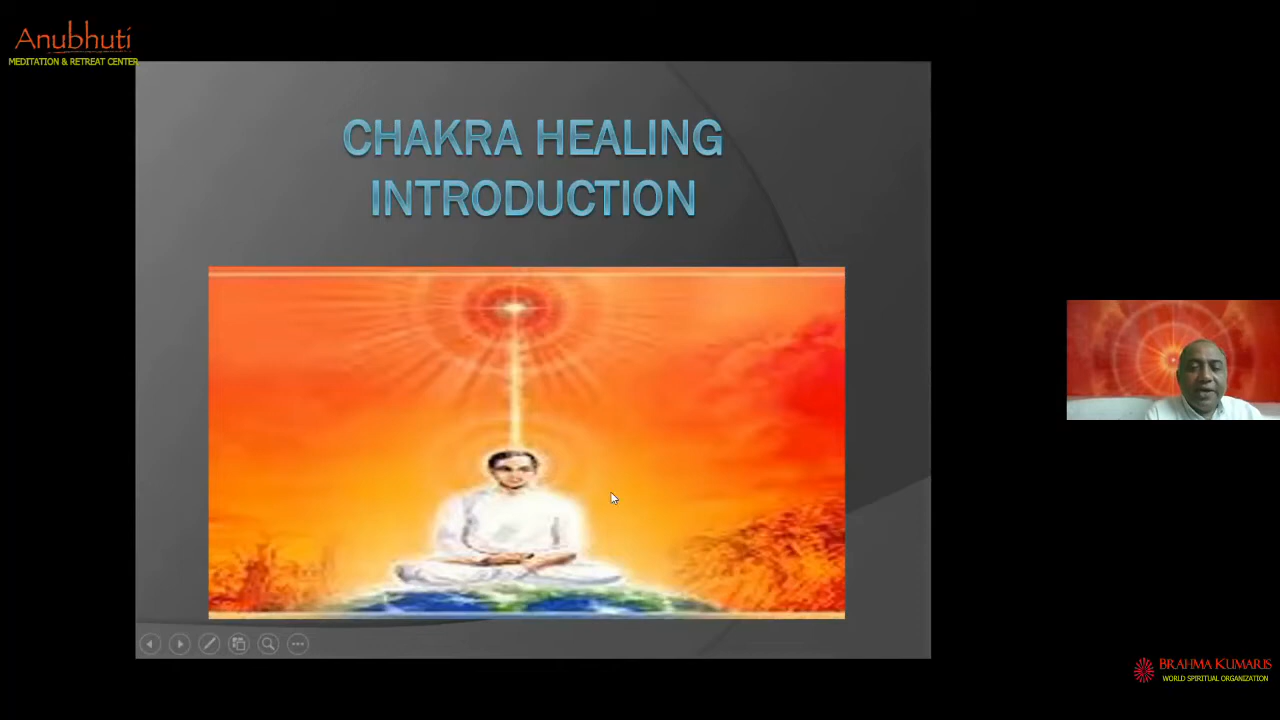 Anubhuti
MEDITATION & RETREAT CENTER
CHAKRA HEALING
INTRODUCTION
BRAHMA KUMARIS
WORLD SPIRITUAL ORGANIZATION